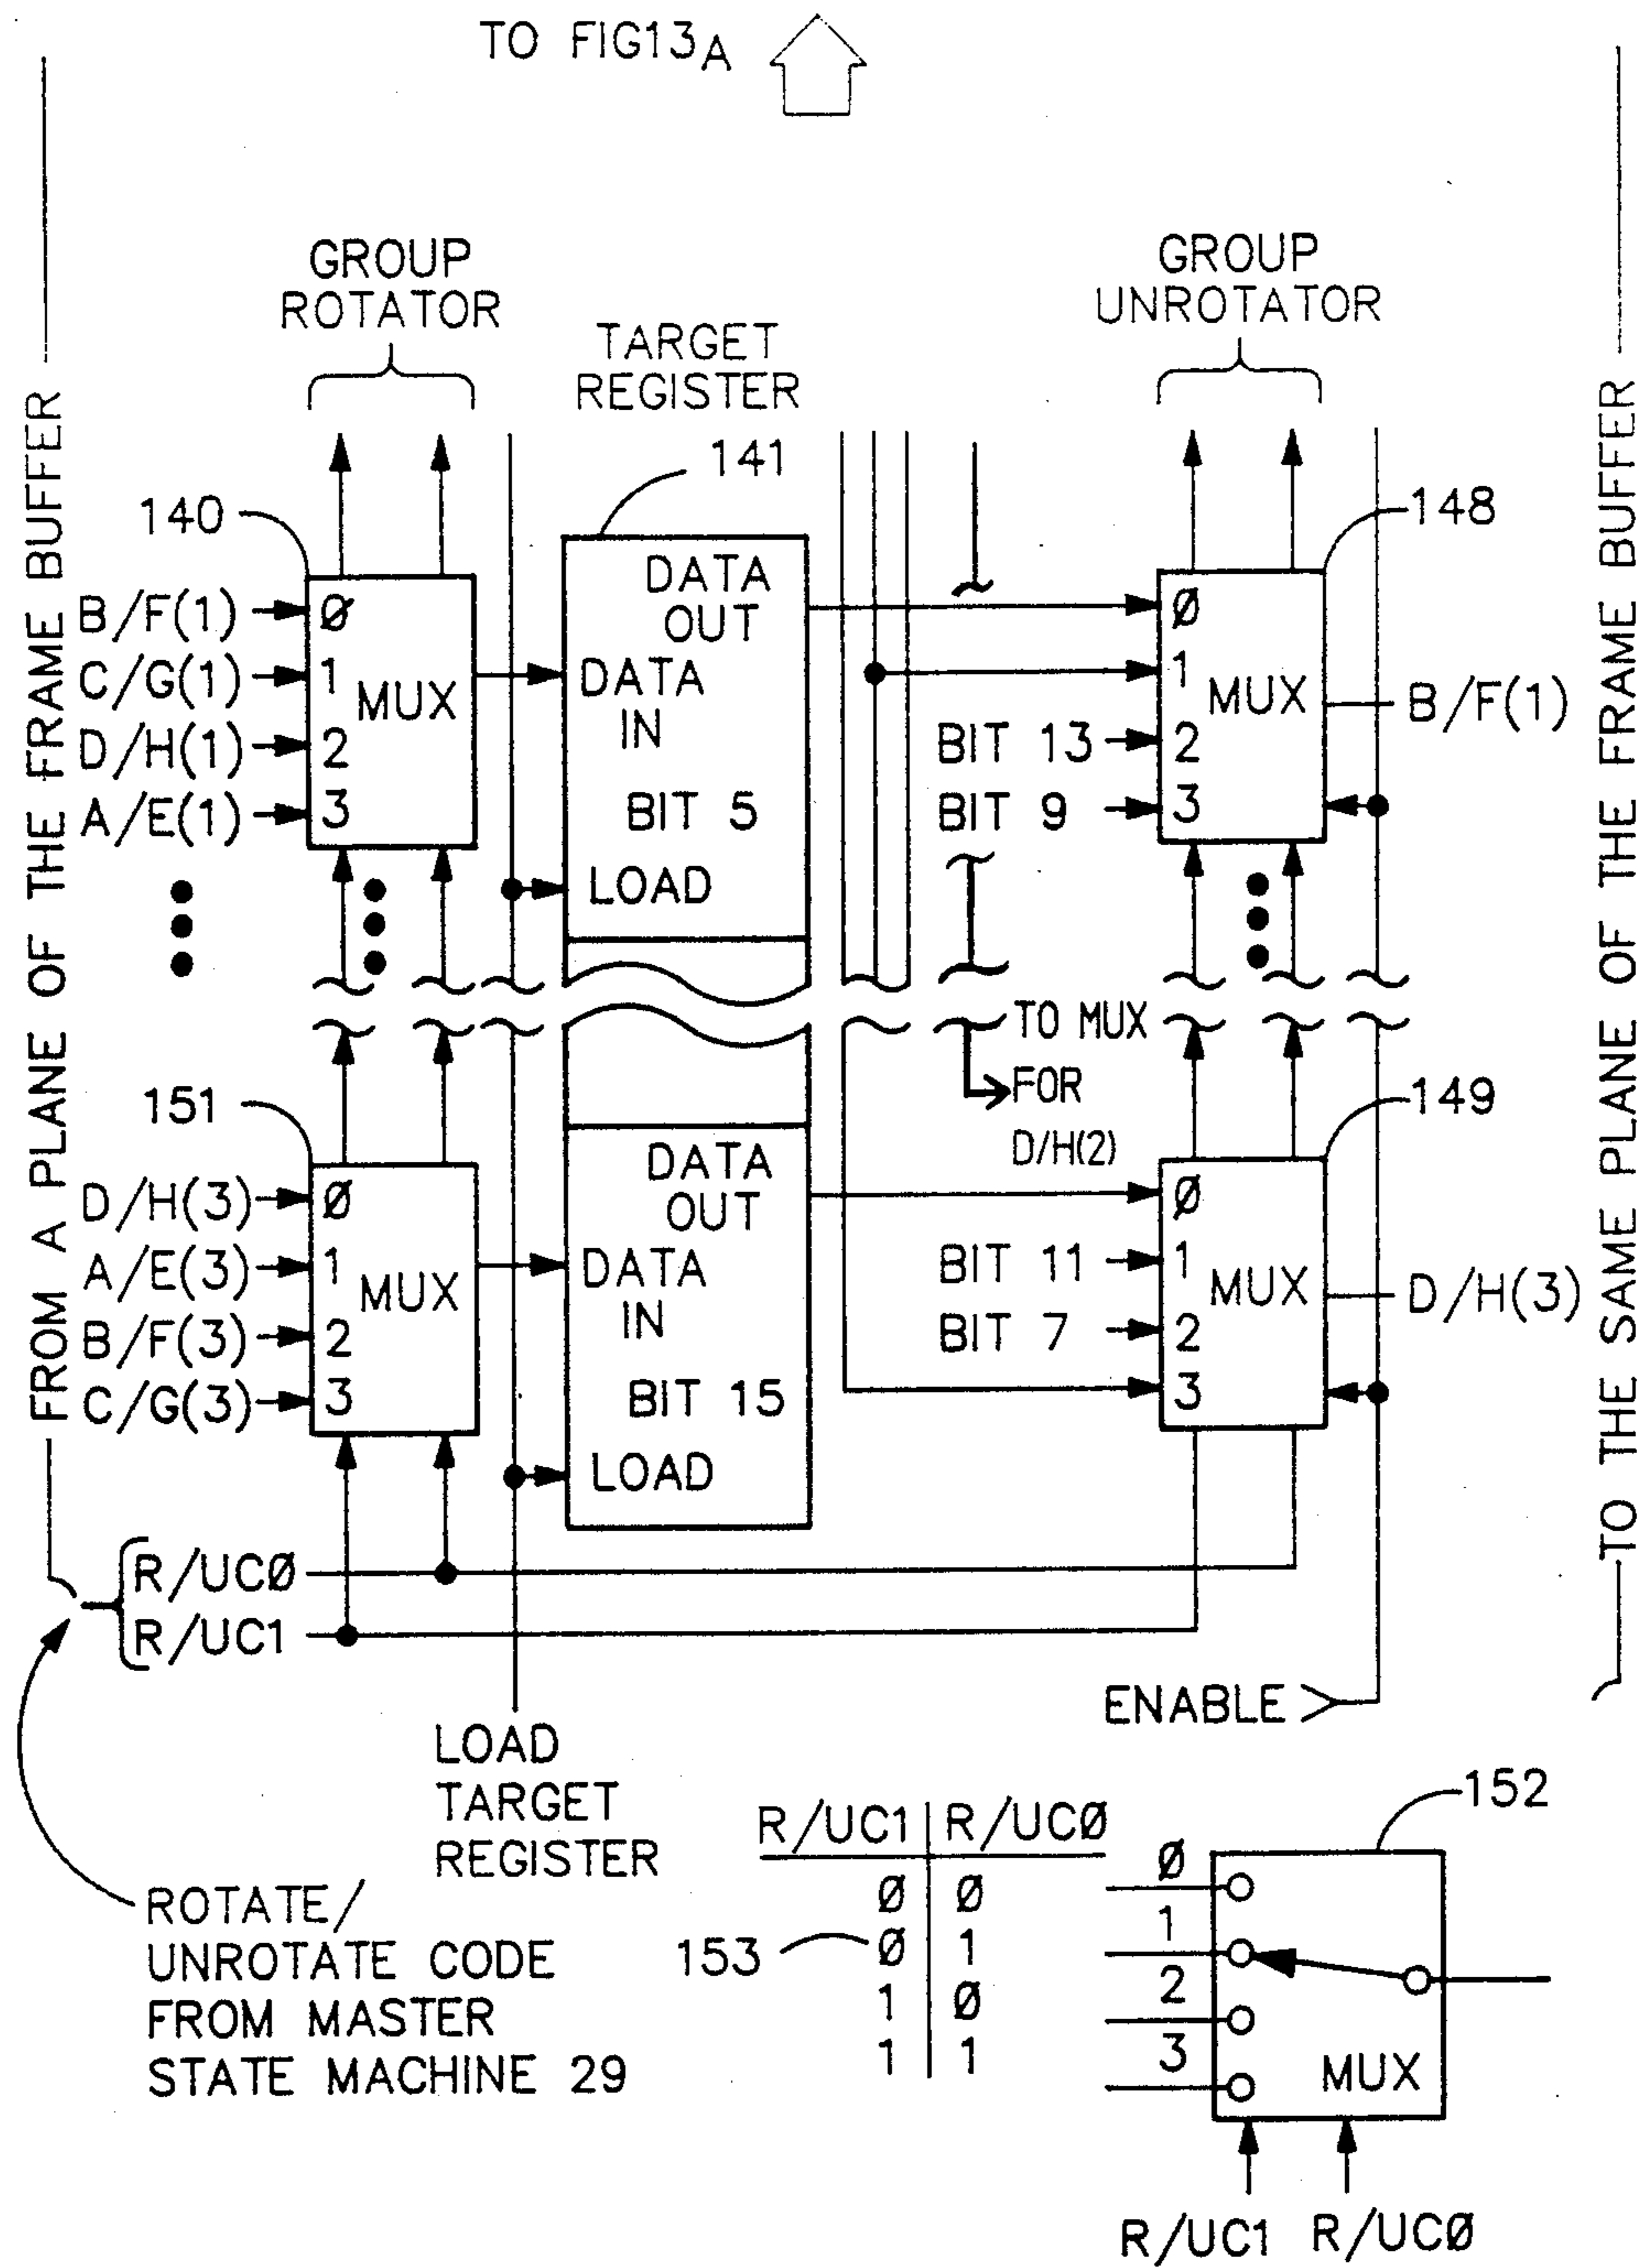 TO FIG13A
GROUP
ROTATOR
TARGET
REGISTER
GROUP
UNROTATOR
FROM A PLANE OF THE FRAME BUFFER
TO THE SAME PLANE OF THE FRAME BUFFER
140
141
148
B/F(1)
C/G(1)
D/H(1)
A/E(1)
Ø
1
2
3
MUX
DATA
OUT
DATA
IN
BIT 5
LOAD
BIT 13
BIT 9
Ø
1
2
3
MUX
B/F(1)
TO MUX
FOR
D/H(2)
151
149
D/H(3)
A/E(3)
B/F(3)
C/G(3)
Ø
1
2
3
MUX
DATA
OUT
DATA
IN
BIT 15
LOAD
BIT 11
BIT 7
Ø
1
2
3
MUX
D/H(3)
R/UCØ
R/UC1
ENABLE
LOAD
TARGET
REGISTER
ROTATE/
UNROTATE CODE
FROM MASTER
STATE MACHINE 29
R/UC1 R/UCØ
Ø Ø
Ø 1
1 Ø
1 1
153
152
Ø
1
2
3
MUX
R/UC1 R/UCØ